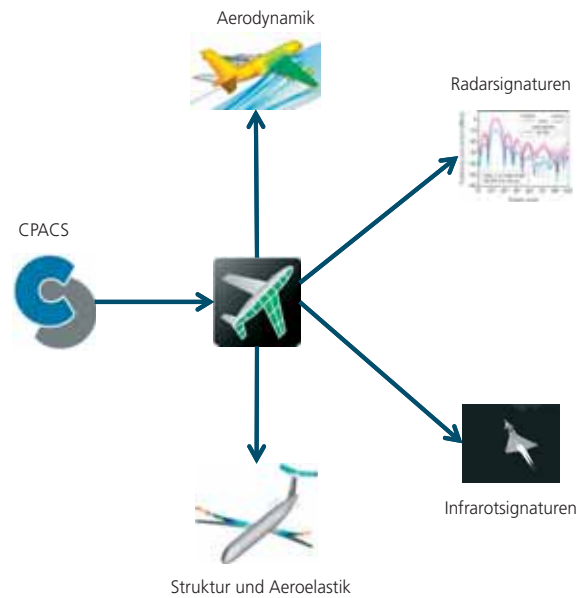 Aerodynamik
Radarsignaturen
CPACS
Infrarotsignaturen
Struktur und Aeroelastik